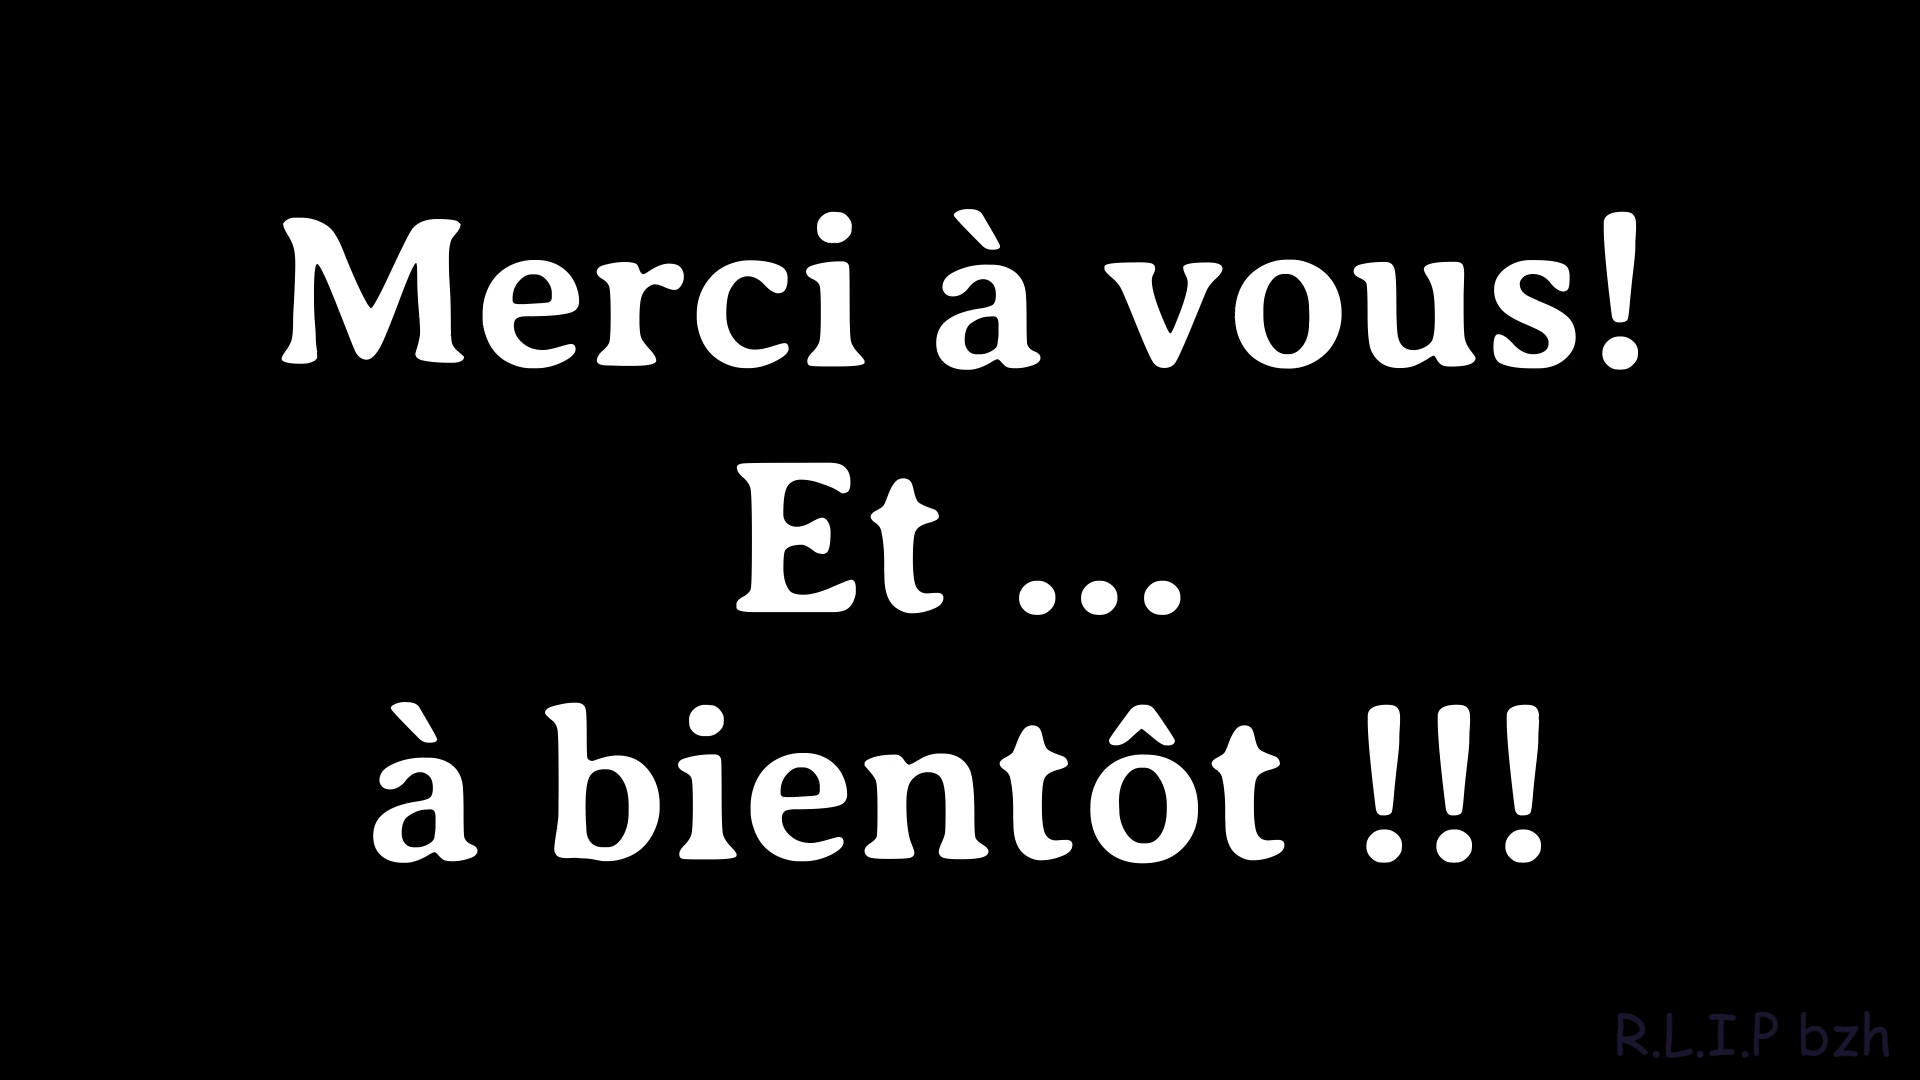 Merci à vous!
Et ...
à bientôt !!!
R.L.I.P bzh